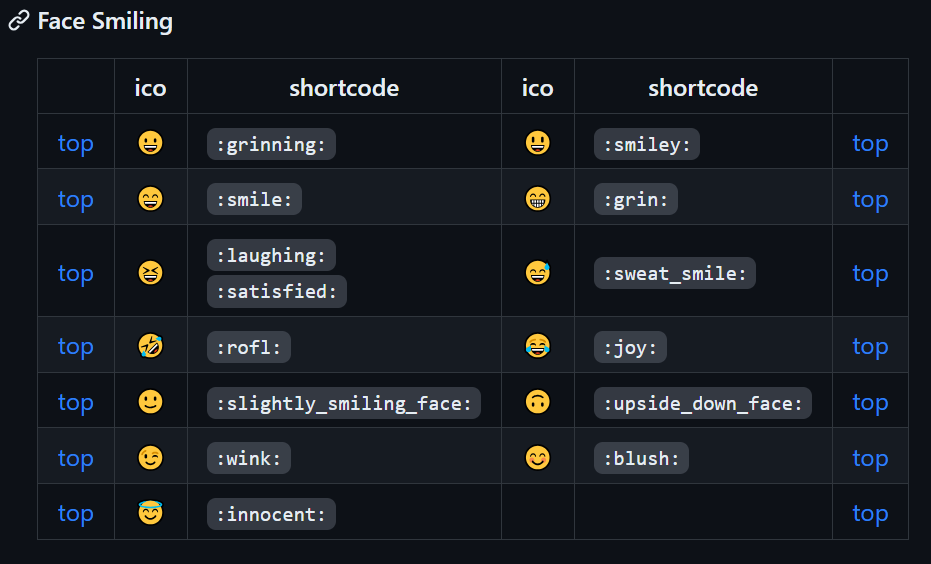 Face Smiling
ico shortcode ico shortcode
top 😀 :grinning: 😃 :smiley: top
top 😄 :smile: 😁 :grin: top
top 😆 :laughing: :satisfied: 😅 :sweat_smile: top
top 🤣 :rofl: 😂 :joy: top
top 🙂 :slightly_smiling_face: 🙃 :upside_down_face: top
top 😉 :wink: 😊 :blush: top
top 😇 :innocent: top